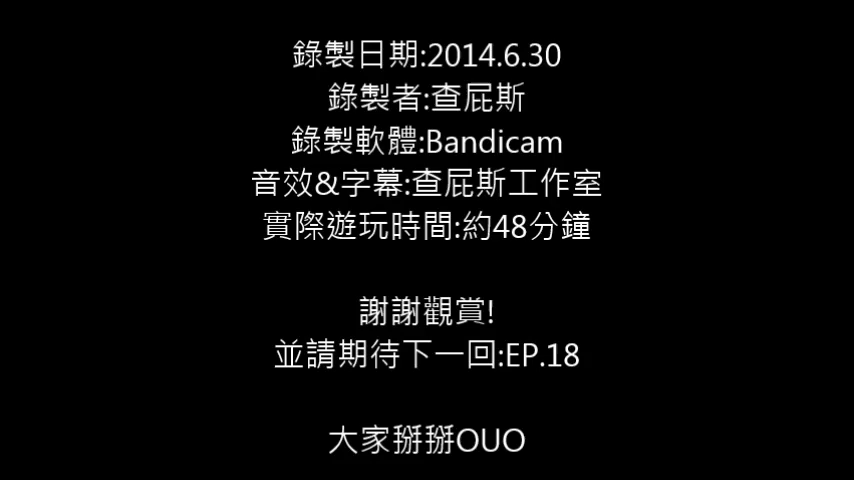 錄製日期:2014.6.30
錄製者:查屁斯
錄製軟體:Bandicam
音效&字幕:查屁斯工作室
實際遊玩時間:約48分鐘
謝謝觀賞!
並請期待下一回:EP.18
大家掰掰OUO